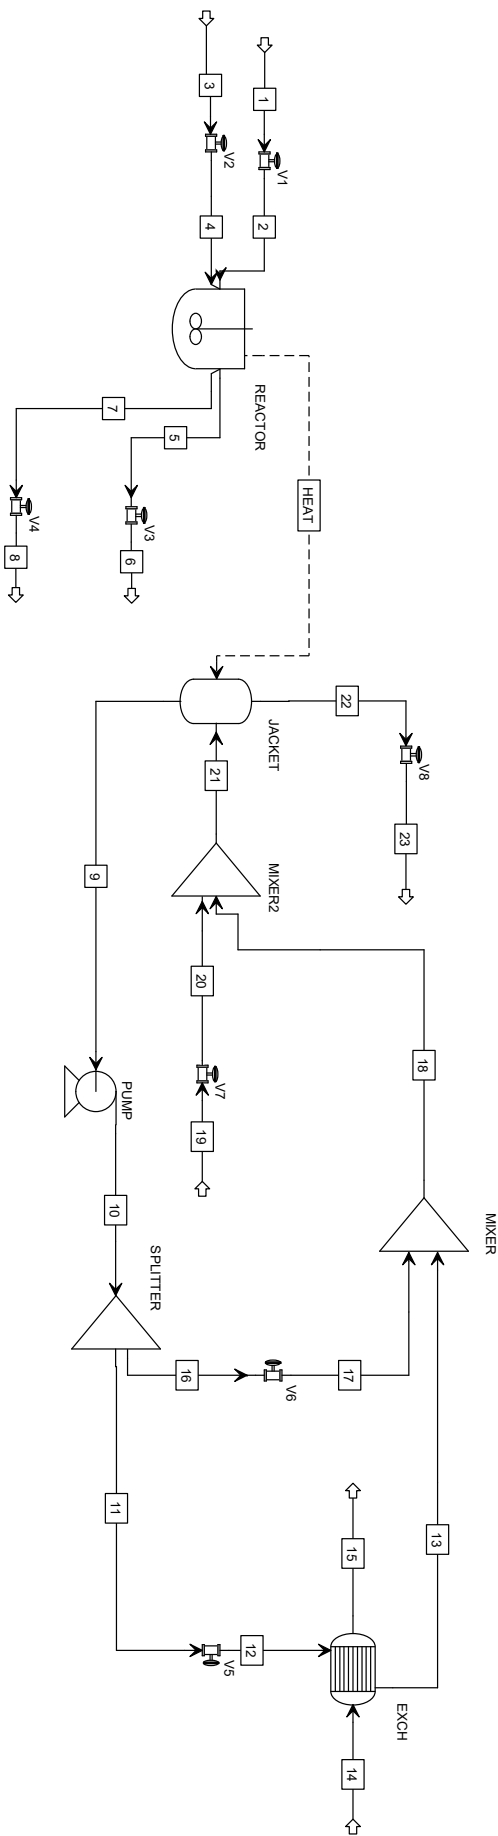 3
1
V2
V1
4
2
REACTOR
7
5
HEAT
V4
V3
8
6
JACKET
22
V8
21
23
9
MIXER2
20
18
V7
19
PUMP
10
MIXER
SPLITTER
16
V6
17
11
15
13
12
V5
EXCH
14